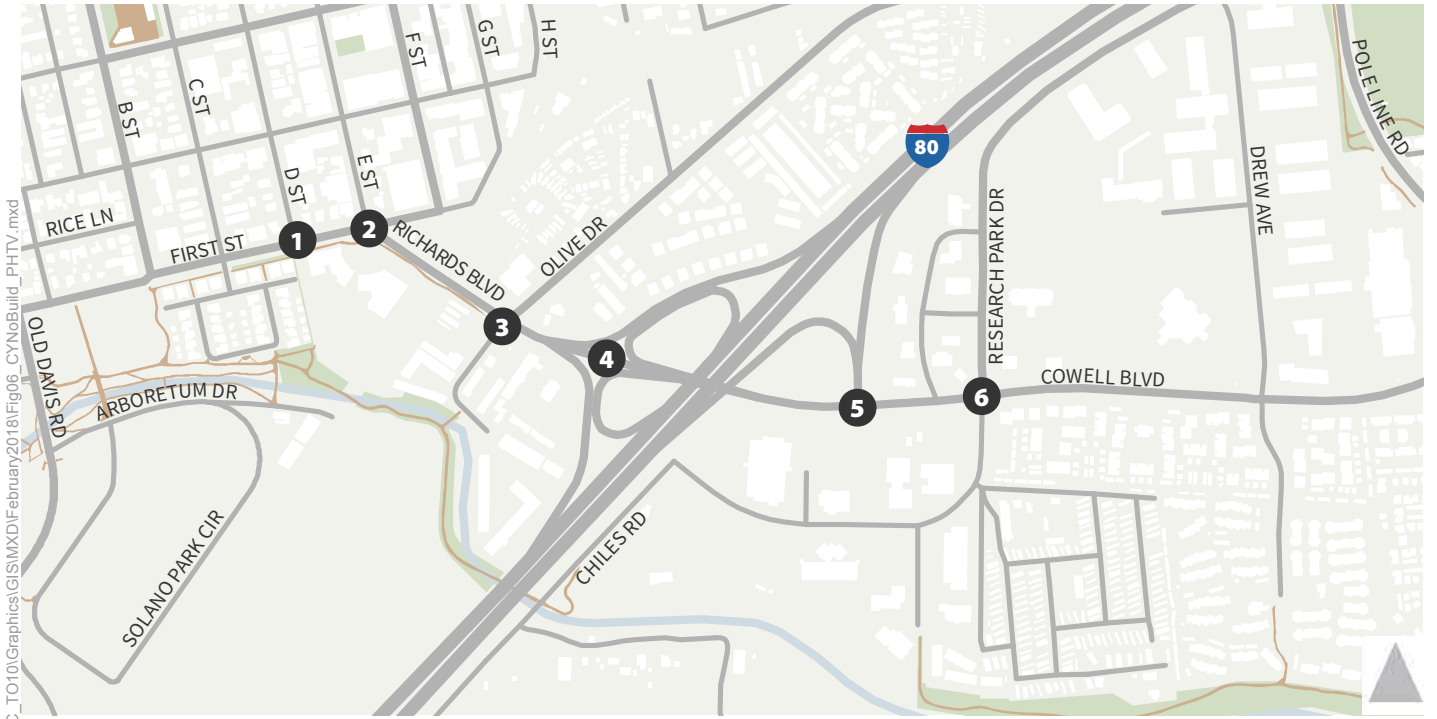 F ST
G ST
H ST
C ST
B ST
POLE LINE RD
80
D ST
E ST
DREW AVE
RICE LN
FIRST ST
1
2
RICHARDS BLVD
OLIVE DR
RESEARCH PARK DR
3
4
OLD DAVIS RD
ARBORETUM DR
5
6
COWELL BLVD
SOLANO PARK CIR
CHILES RD
_TO10\Graphics\GIS\MXD\February2018\Fig06_CYNoBuild_PHTV.mxd